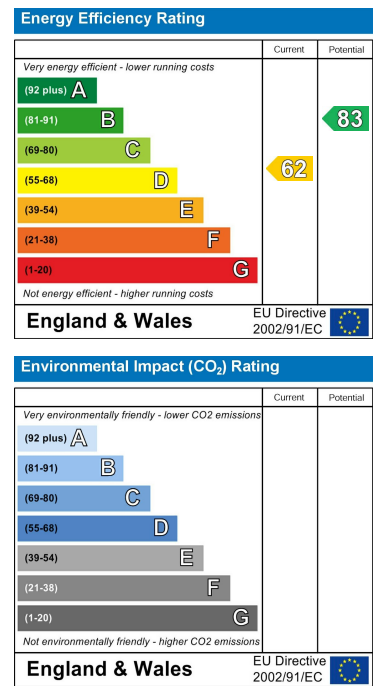 Energy Efficiency Rating
Current Potential
Very energy efficient - lower running costs
(92 plus) A
(81-91) B
83
(69-80) C
62
(55-68) D
(39-54) E
(21-38) F
(1-20) G
Not energy efficient - higher running costs
England & Wales
EU Directive
2002/91/EC
Environmental Impact (CO₂) Rating
Current Potential
Very environmentally friendly - lower CO2 emissions
(92 plus) A
(81-91) B
(69-80) C
(55-68) D
(39-54) E
(21-38) F
(1-20) G
Not environmentally friendly - higher CO2 emissions
England & Wales
EU Directive
2002/91/EC